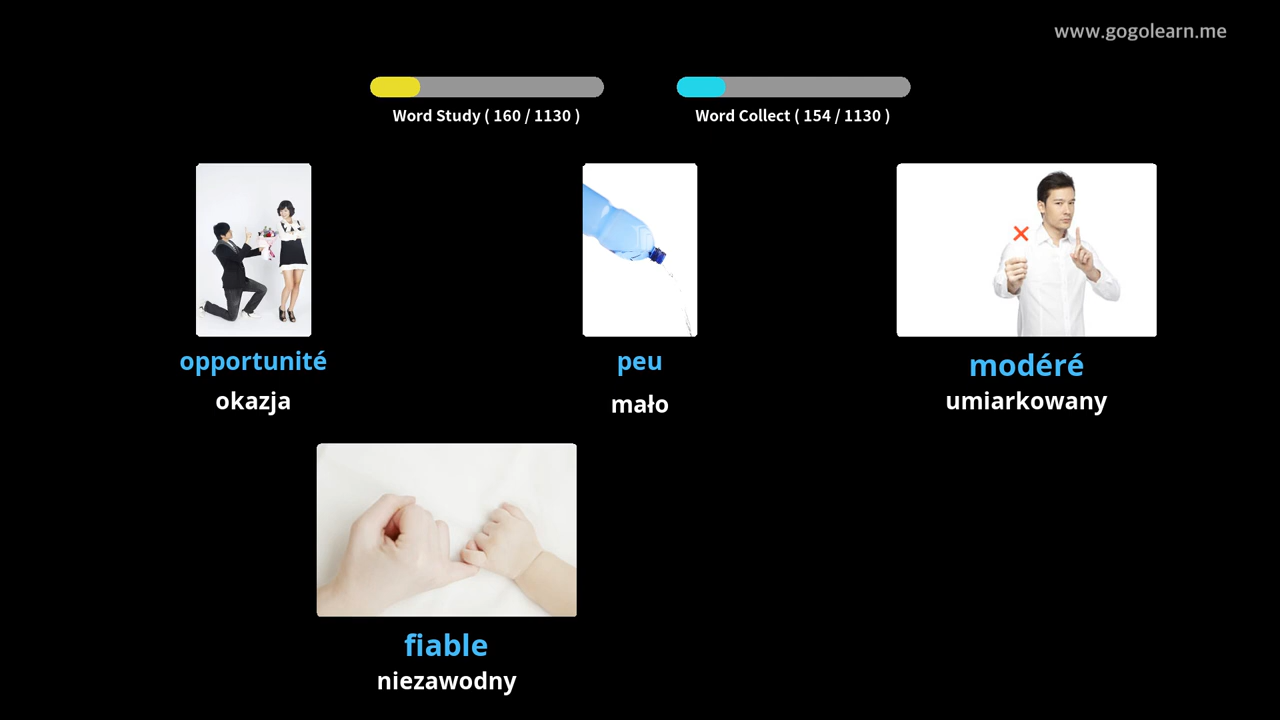 www.gogolearn.me
Word Study ( 160 / 1130 )
Word Collect ( 154 / 1130 )
opportunité
okazja
peu
mało
modéré
umiarkowany
fiable
niezawodny